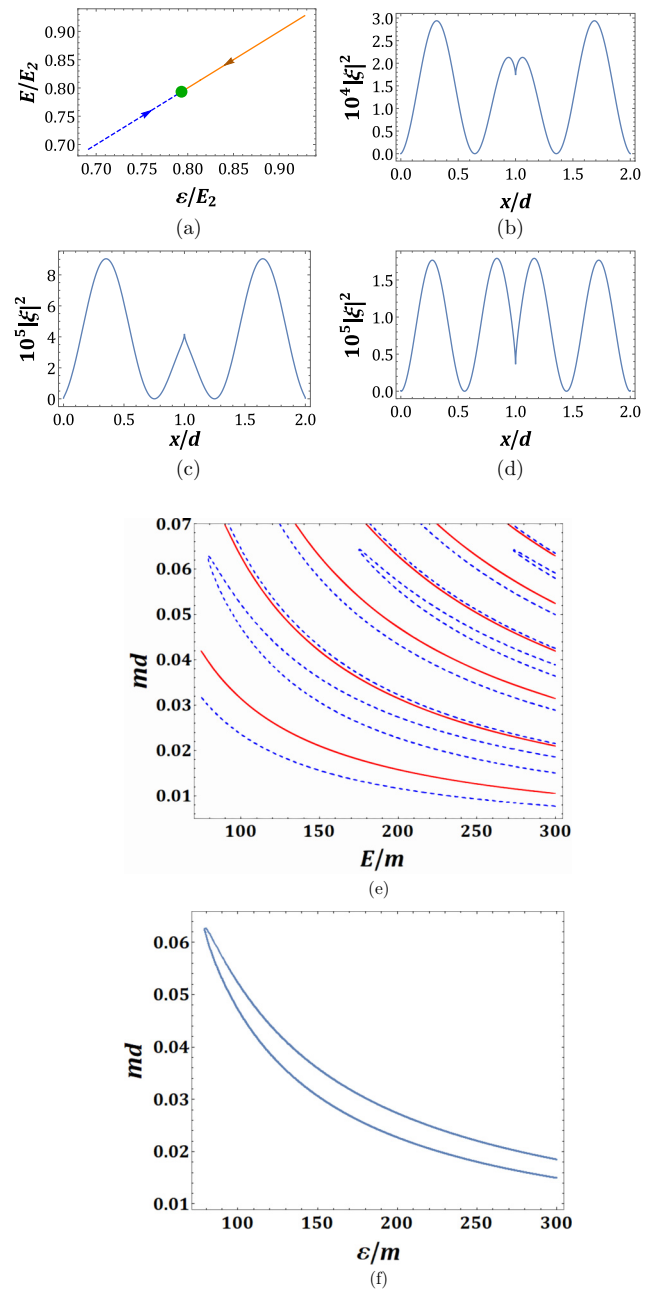 0.90
0.85
0.80
0.75
0.70
E/E2
0.70 0.75 0.80 0.85 0.90
ε/E2
(a)
3.0
2.5
2.0
1.5
1.0
0.5
0.0
10^4|ξ|^2
0.0 0.5 1.0 1.5 2.0
x/d
(b)
8
6
4
2
0
10^5|ξ|^2
0.0 0.5 1.0 1.5 2.0
x/d
(c)
1.5
1.0
0.5
0.0
10^5|ξ|^2
0.0 0.5 1.0 1.5 2.0
x/d
(d)
0.07
0.06
0.05
0.04
0.03
0.02
0.01
md
100 150 200 250 300
E/m
(e)
0.06
0.05
0.04
0.03
0.02
0.01
md
100 150 200 250 300
ε/m
(f)